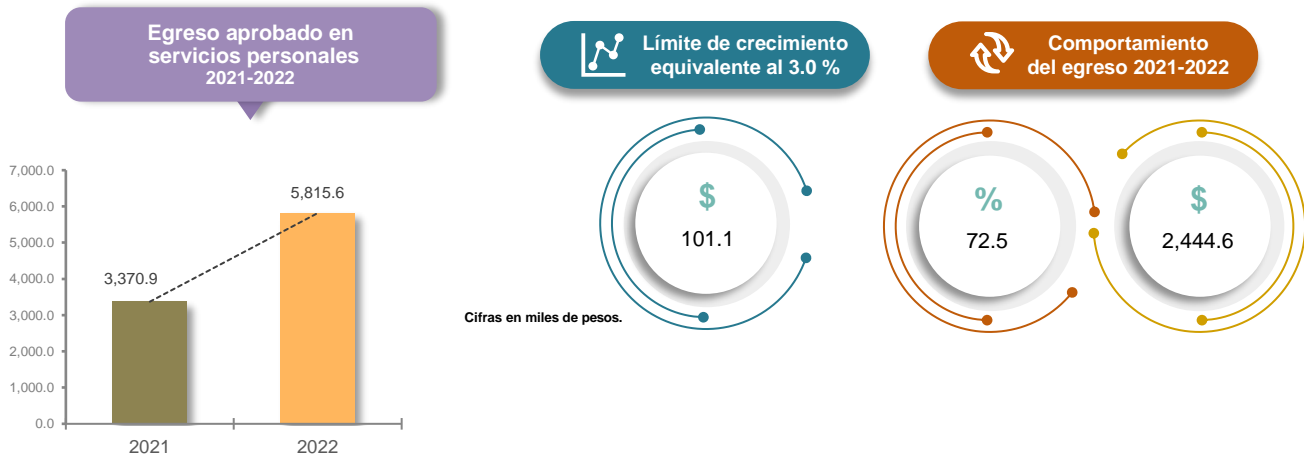 Egreso aprobado en
servicios personales
2021-2022
Límite de crecimiento
equivalente al 3.0 %
Comportamiento
del egreso 2021-2022
7,000.0
6,000.0
5,000.0
4,000.0
3,000.0
2,000.0
1,000.0
0.0
3,370.9
5,815.6
2021
2022
$
101.1
%
72.5
$
2,444.6
Cifras en miles de pesos.